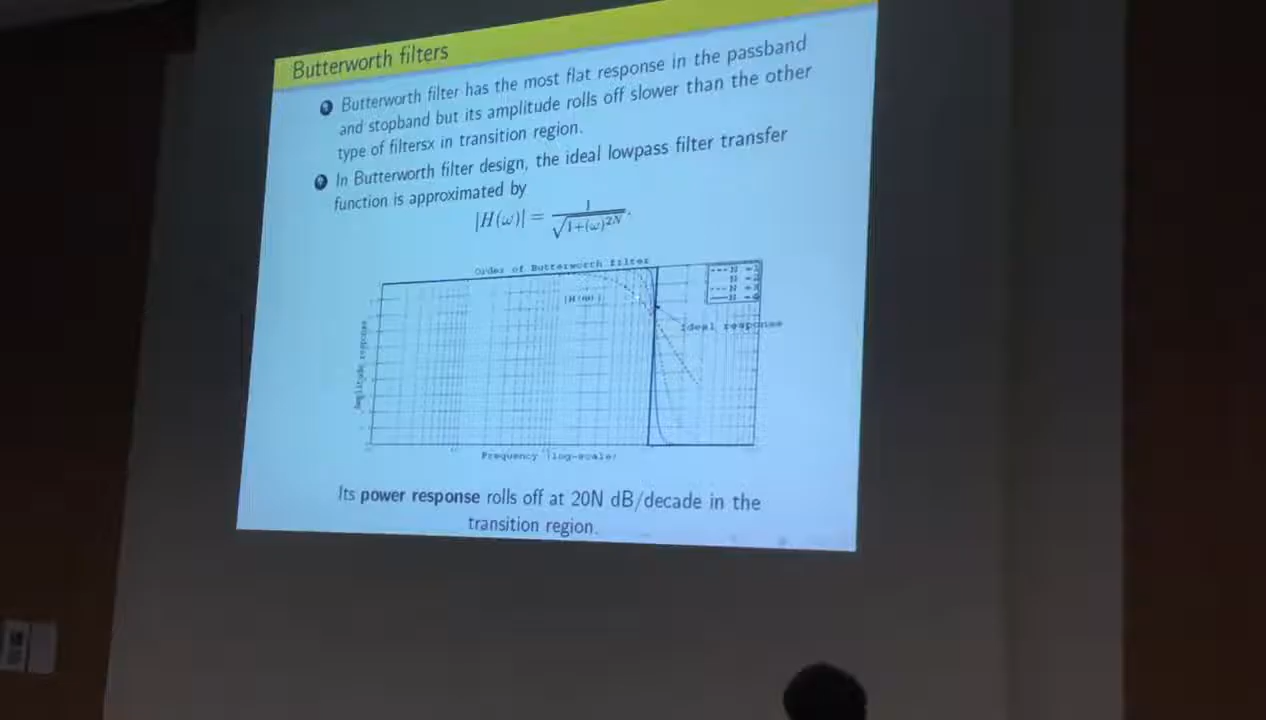 Butterworth filters
Butterworth filter has the most flat response in the passband
and stopband but its amplitude rolls off slower than the other
type of filtersx in transition region.
In Butterworth filter design, the ideal lowpass filter transfer
function is approximated by
|H(ω)| = 1/√1+(ω)^2N.
Order of Butterworth filter
Ideal response
Amplitude response
Frequency (log-scale)
Its power response rolls off at 20N dB/decade in the
transition region.